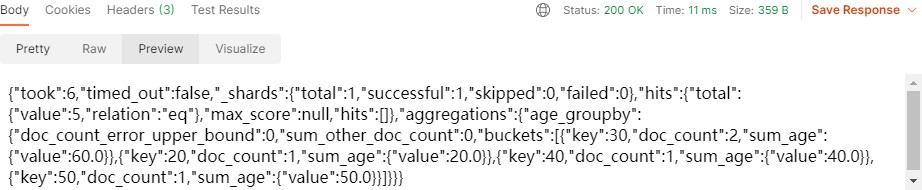 Body Cookies Headers (3) Test Results Status: 200 OK Time: 11 ms Size: 359 B Save Response
Pretty Raw Preview Visualize
{"took":6,"timed_out":false,"_shards":{"total":1,"successful":1,"skipped":0,"failed":0},"hits":{"total":
{"value":5,"relation":"eq"},"max_score":null,"hits":[]},"aggregations":{"age_groupby":
{"doc_count_error_upper_bound":0,"sum_other_doc_count":0,"buckets":[{"key":30,"doc_count":2,"sum_age":
{"value":60.0}},{"key":20,"doc_count":1,"sum_age":{"value":20.0}},{"key":40,"doc_count":1,"sum_age":{"value":40.0}},
{"key":50,"doc_count":1,"sum_age":{"value":50.0}}]}}}